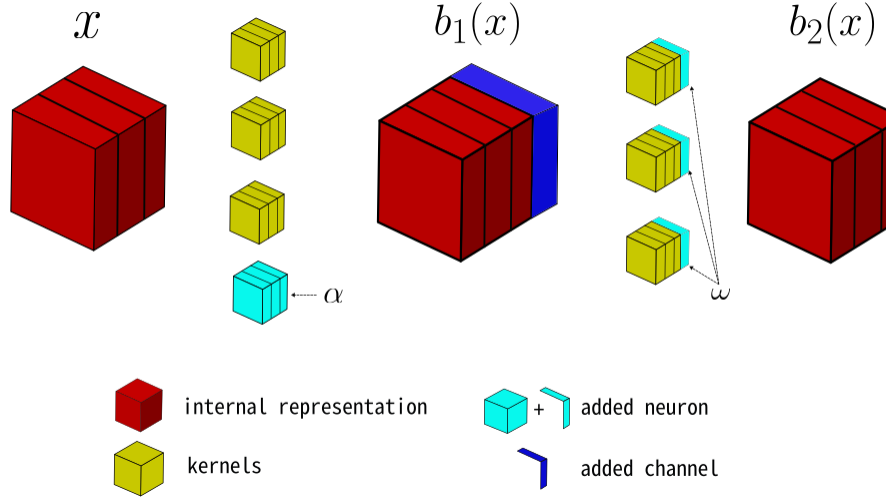 x
b₁(x)
b₂(x)
α
ω
internal representation
+ added neuron
kernels
added channel